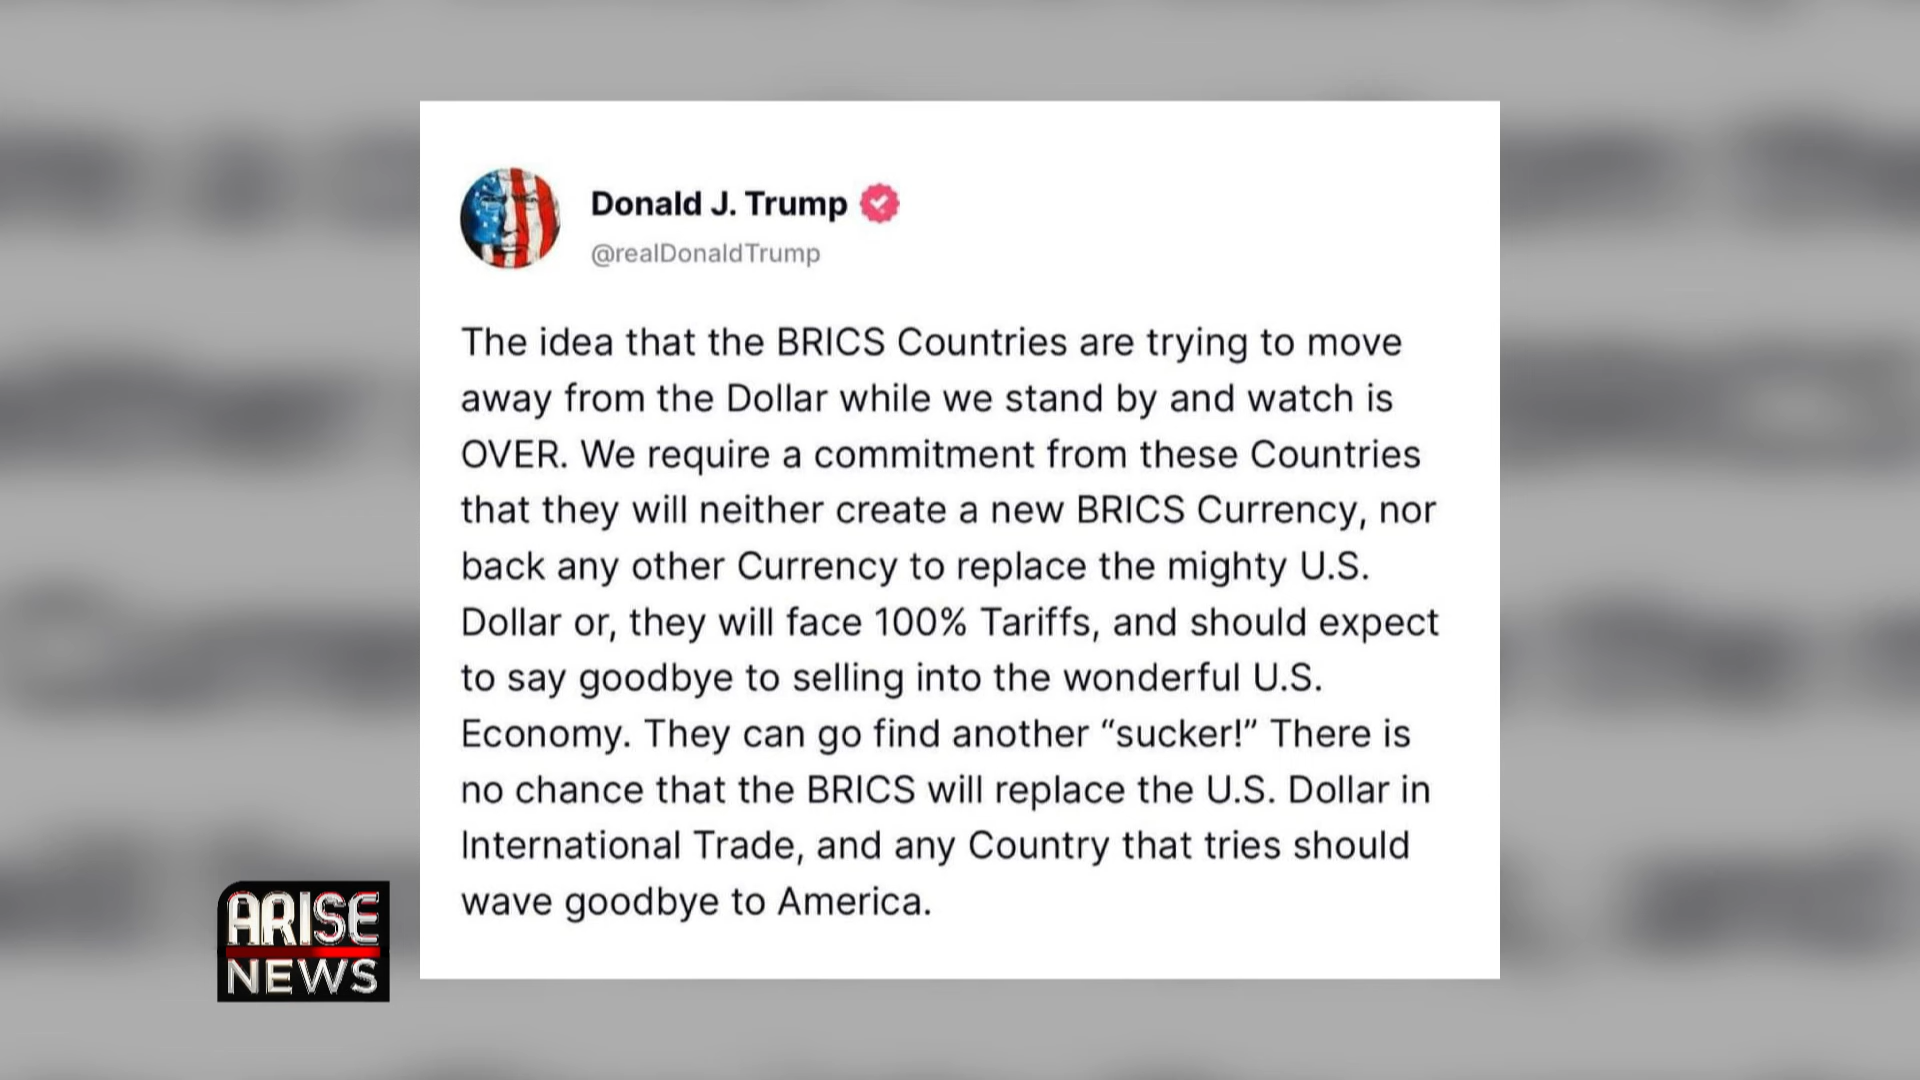 Donald J. Trump
@realDonaldTrump
The idea that the BRICS Countries are trying to move
away from the Dollar while we stand by and watch is
OVER. We require a commitment from these Countries
that they will neither create a new BRICS Currency, nor
back any other Currency to replace the mighty U.S.
Dollar or, they will face 100% Tariffs, and should expect
to say goodbye to selling into the wonderful U.S.
Economy. They can go find another “sucker!” There is
no chance that the BRICS will replace the U.S. Dollar in
International Trade, and any Country that tries should
wave goodbye to America.
ARISE
NEWS